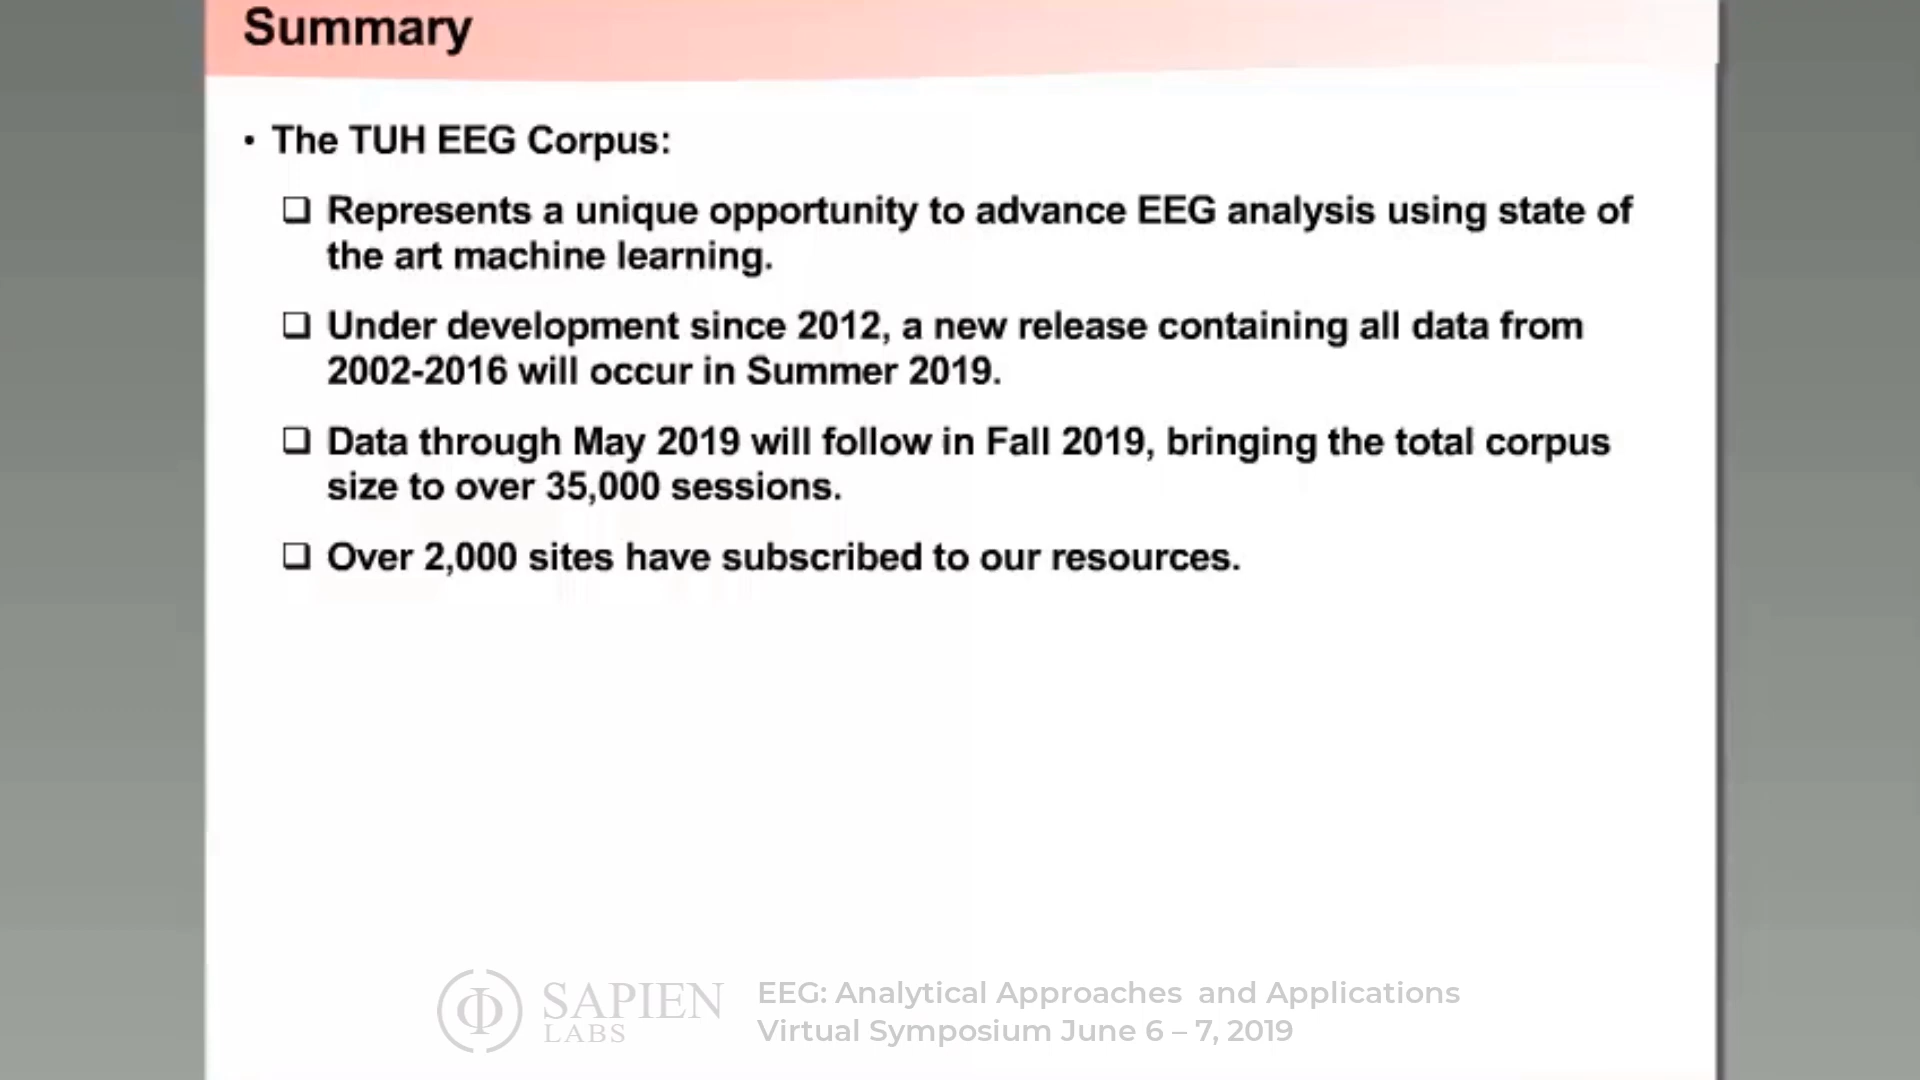 Summary
• The TUH EEG Corpus:
❑ Represents a unique opportunity to advance EEG analysis using state of
the art machine learning.
❑ Under development since 2012, a new release containing all data from
2002-2016 will occur in Summer 2019.
❑ Data through May 2019 will follow in Fall 2019, bringing the total corpus
size to over 35,000 sessions.
❑ Over 2,000 sites have subscribed to our resources.
SAPIEN
LABS
EEG: Analytical Approaches and Applications
Virtual Symposium June 6 – 7, 2019